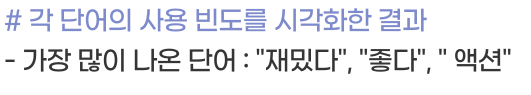 # 각 단어의 사용 빈도를 시각화한 결과
- 가장 많이 나온 단어 : "재밌다", "좋다", " 액션"